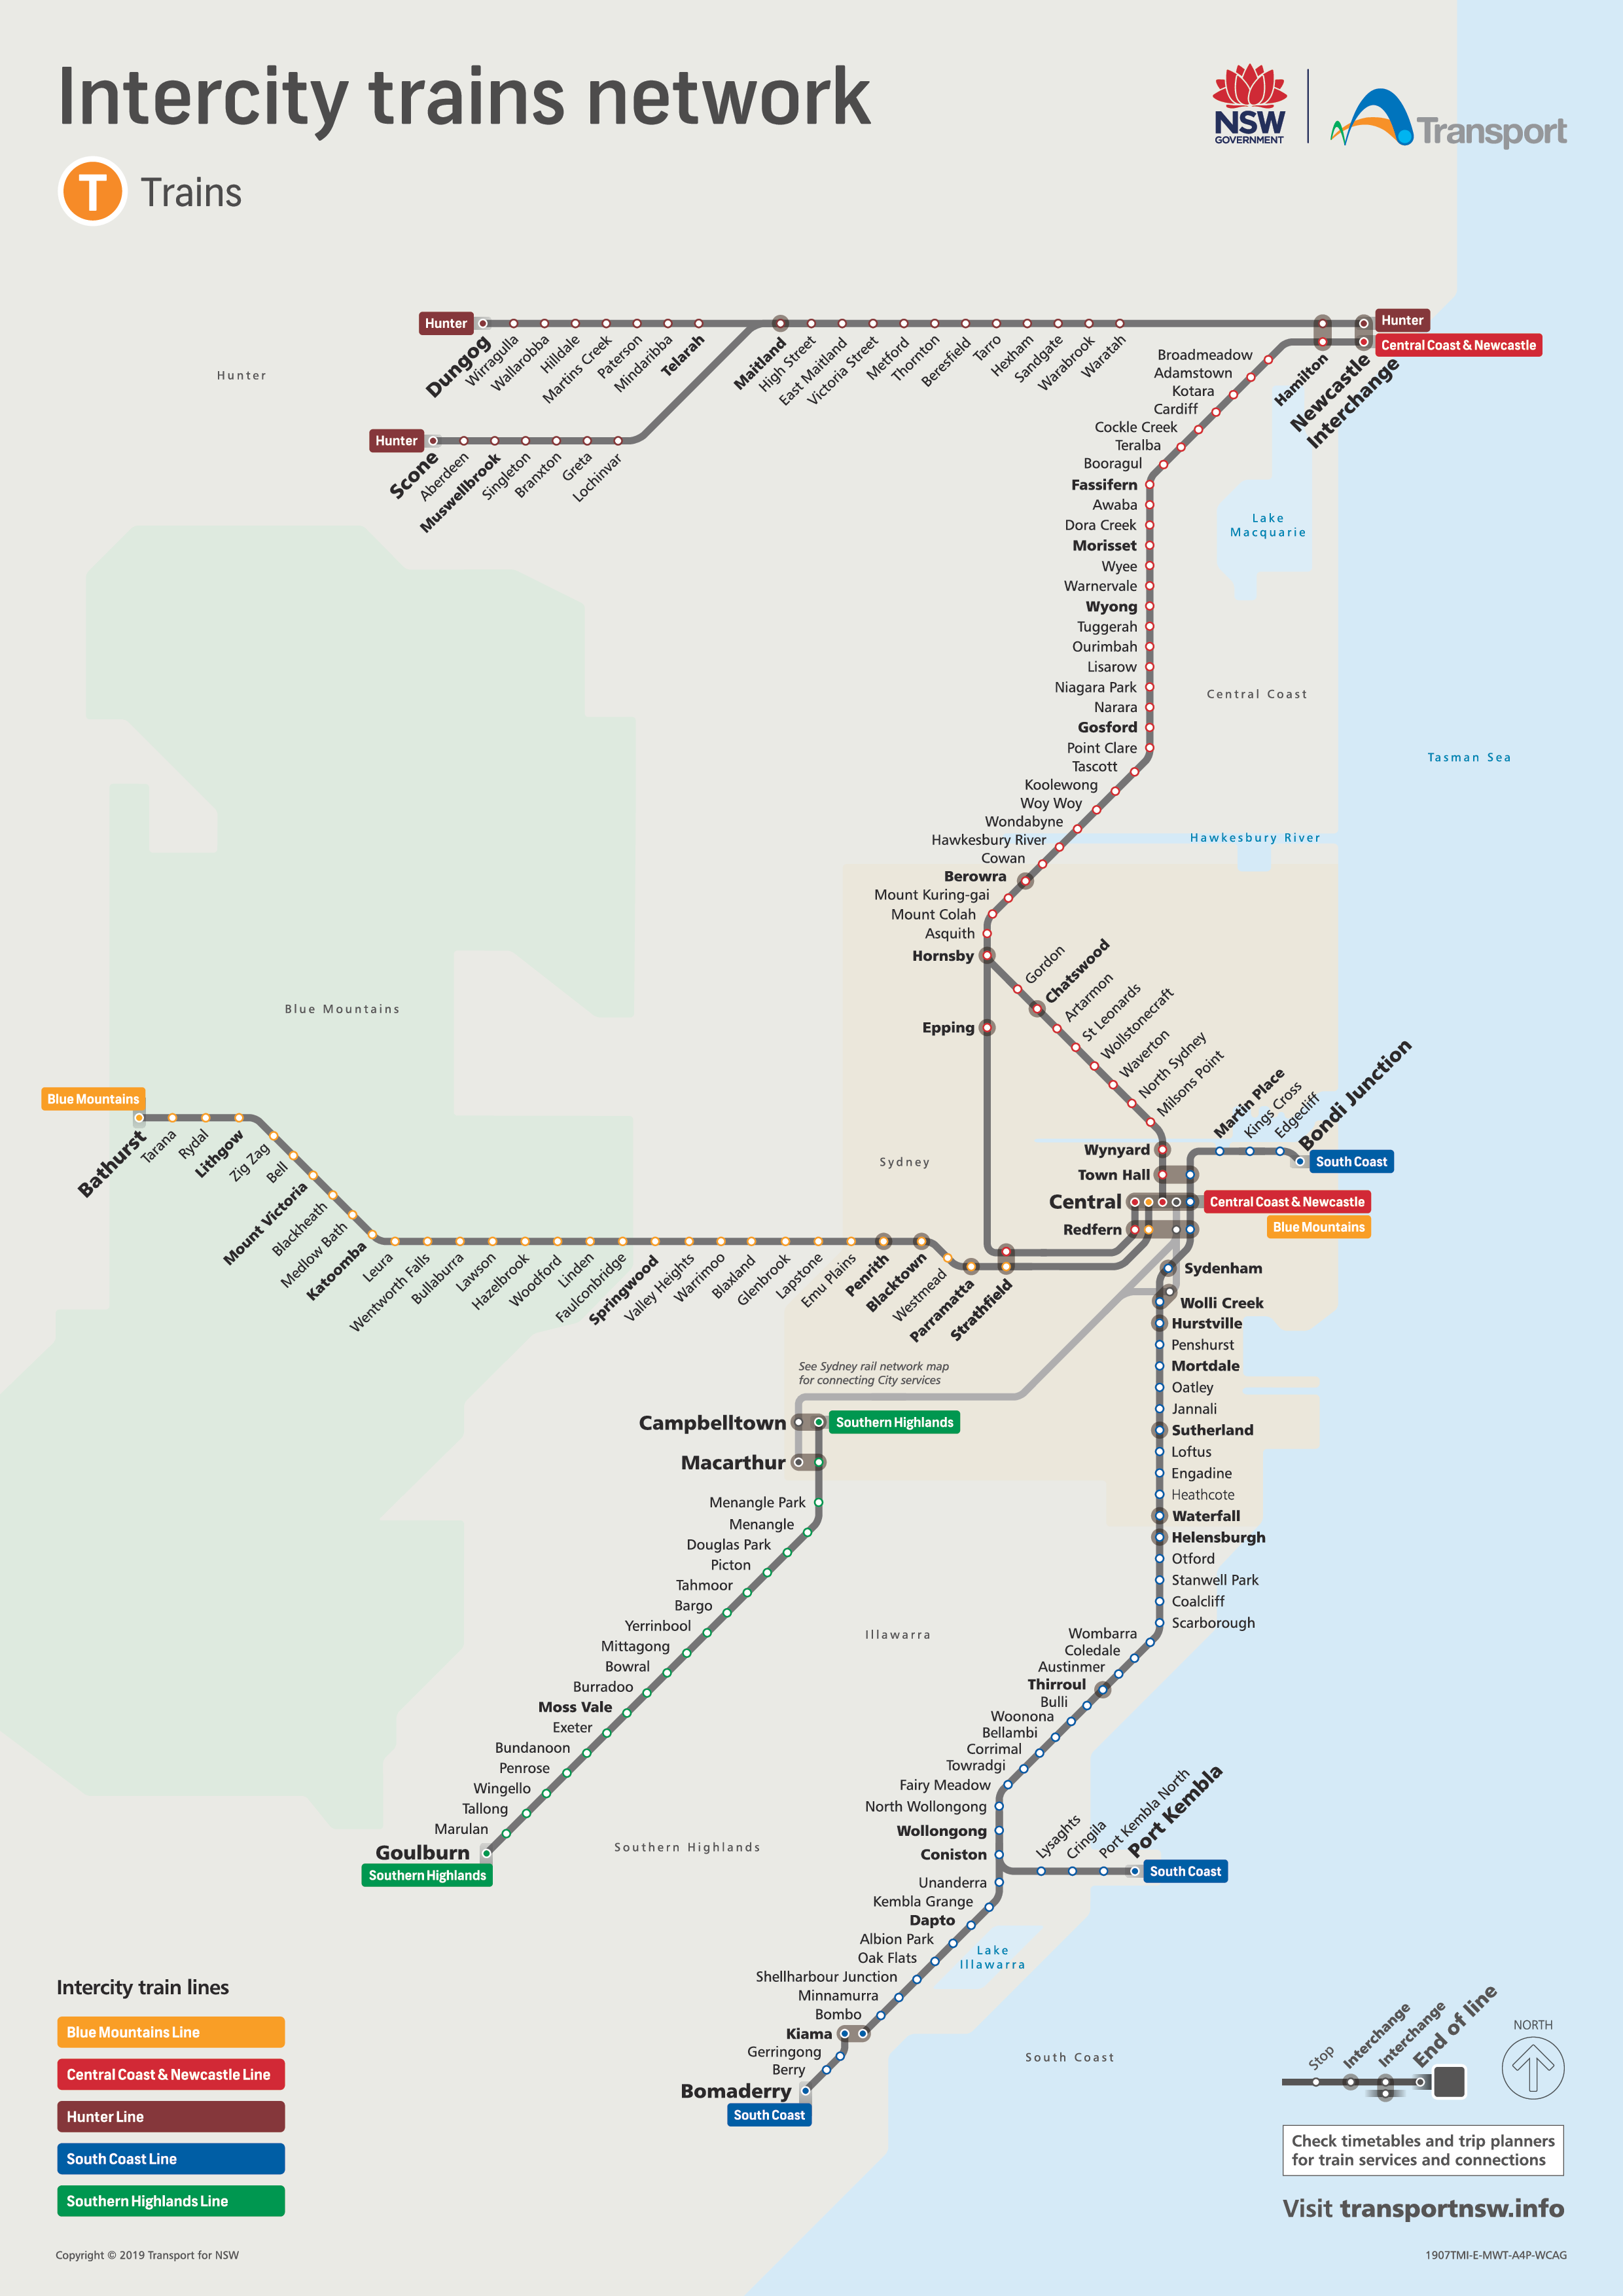 Intercity trains network
NSW
GOVERNMENT
Transport
T
Trains
Hunter
Dungog
Wirragulla
Wallarobba
Hilldale
Martins Creek
Paterson
Mindaribba
Telarah
Maitland
High Street
East Maitland
Victoria Street
Metford
Thornton
Beresfield
Tarro
Hexham
Sandgate
Warabrook
Waratah
Hamilton
Newcastle
Interchange
Hunter
Central Coast & Newcastle
Hunter
Hunter
Scone
Aberdeen
Muswellbrook
Singleton
Branxton
Greta
Lochinvar
Broadmeadow
Adamstown
Kotara
Cardiff
Cockle Creek
Teralba
Booragul
Fassifern
Awaba
Dora Creek
Morisset
Wyee
Warnervale
Wyong
Tuggerah
Ourimbah
Lisarow
Niagara Park
Narara
Gosford
Point Clare
Tascott
Koolewong
Woy Woy
Wondabyne
Hawkesbury River
Cowan
Berowra
Mount Kuring-gai
Mount Colah
Asquith
Hornsby
Epping
Lake
Macquarie
Central Coast
Tasman Sea
Hawkesbury River
Gordon
Chatswood
Artarmon
St Leonards
Wollstonecraft
Waverton
North Sydney
Milsons Point
Wynyard
Town Hall
Central
Redfern
Martin Place
Kings Cross
Edgecliff
Bondi Junction
South Coast
Central Coast & Newcastle
Blue Mountains
Blue Mountains
Sydney
Blue Mountains
Bathurst
Tarana
Rydal
Lithgow
Zig Zag
Bell
Mount Victoria
Blackheath
Medlow Bath
Katoomba
Leura
Wentworth Falls
Bullaburra
Lawson
Hazelbrook
Woodford
Linden
Faulconbridge
Springwood
Valley Heights
Warrimoo
Blaxland
Glenbrook
Lapstone
Emu Plains
Penrith
Blacktown
Westmead
Parramatta
Strathfield
Sydenham
Wolli Creek
Hurstville
Penshurst
Mortdale
Oatley
Jannali
Sutherland
Loftus
Engadine
Heathcote
Waterfall
Helensburgh
Otford
Stanwell Park
Coalcliff
Scarborough
Wombarra
Coledale
Austinmer
Thirroul
Bulli
Woonona
Bellambi
Corrimal
Towradgi
Fairy Meadow
North Wollongong
Wollongong
Coniston
Lysaghts
Cringila
Port Kembla North
Port Kembla
South Coast
Unanderra
Kembla Grange
Dapto
Albion Park
Oak Flats
Shellharbour Junction
Minnamurra
Bombo
Kiama
Gerringong
Berry
Bomaderry
South Coast
Lake
Illawarra
South Coast
Illawarra
See Sydney rail network map
for connecting City services
Campbelltown
Southern Highlands
Macarthur
Menangle Park
Menangle
Douglas Park
Picton
Tahmoor
Bargo
Yerrinbool
Mittagong
Bowral
Burradoo
Moss Vale
Exeter
Bundanoon
Penrose
Wingello
Tallong
Marulan
Goulburn
Southern Highlands
Southern Highlands
Intercity train lines
Blue Mountains Line
Central Coast & Newcastle Line
Hunter Line
South Coast Line
Southern Highlands Line
Stop
Interchange
Interchange
End of line
NORTH
Check timetables and trip planners
for train services and connections
Visit transportnsw.info
Copyright © 2019 Transport for NSW
1907TMI-E-MWT-A4P-WCAG